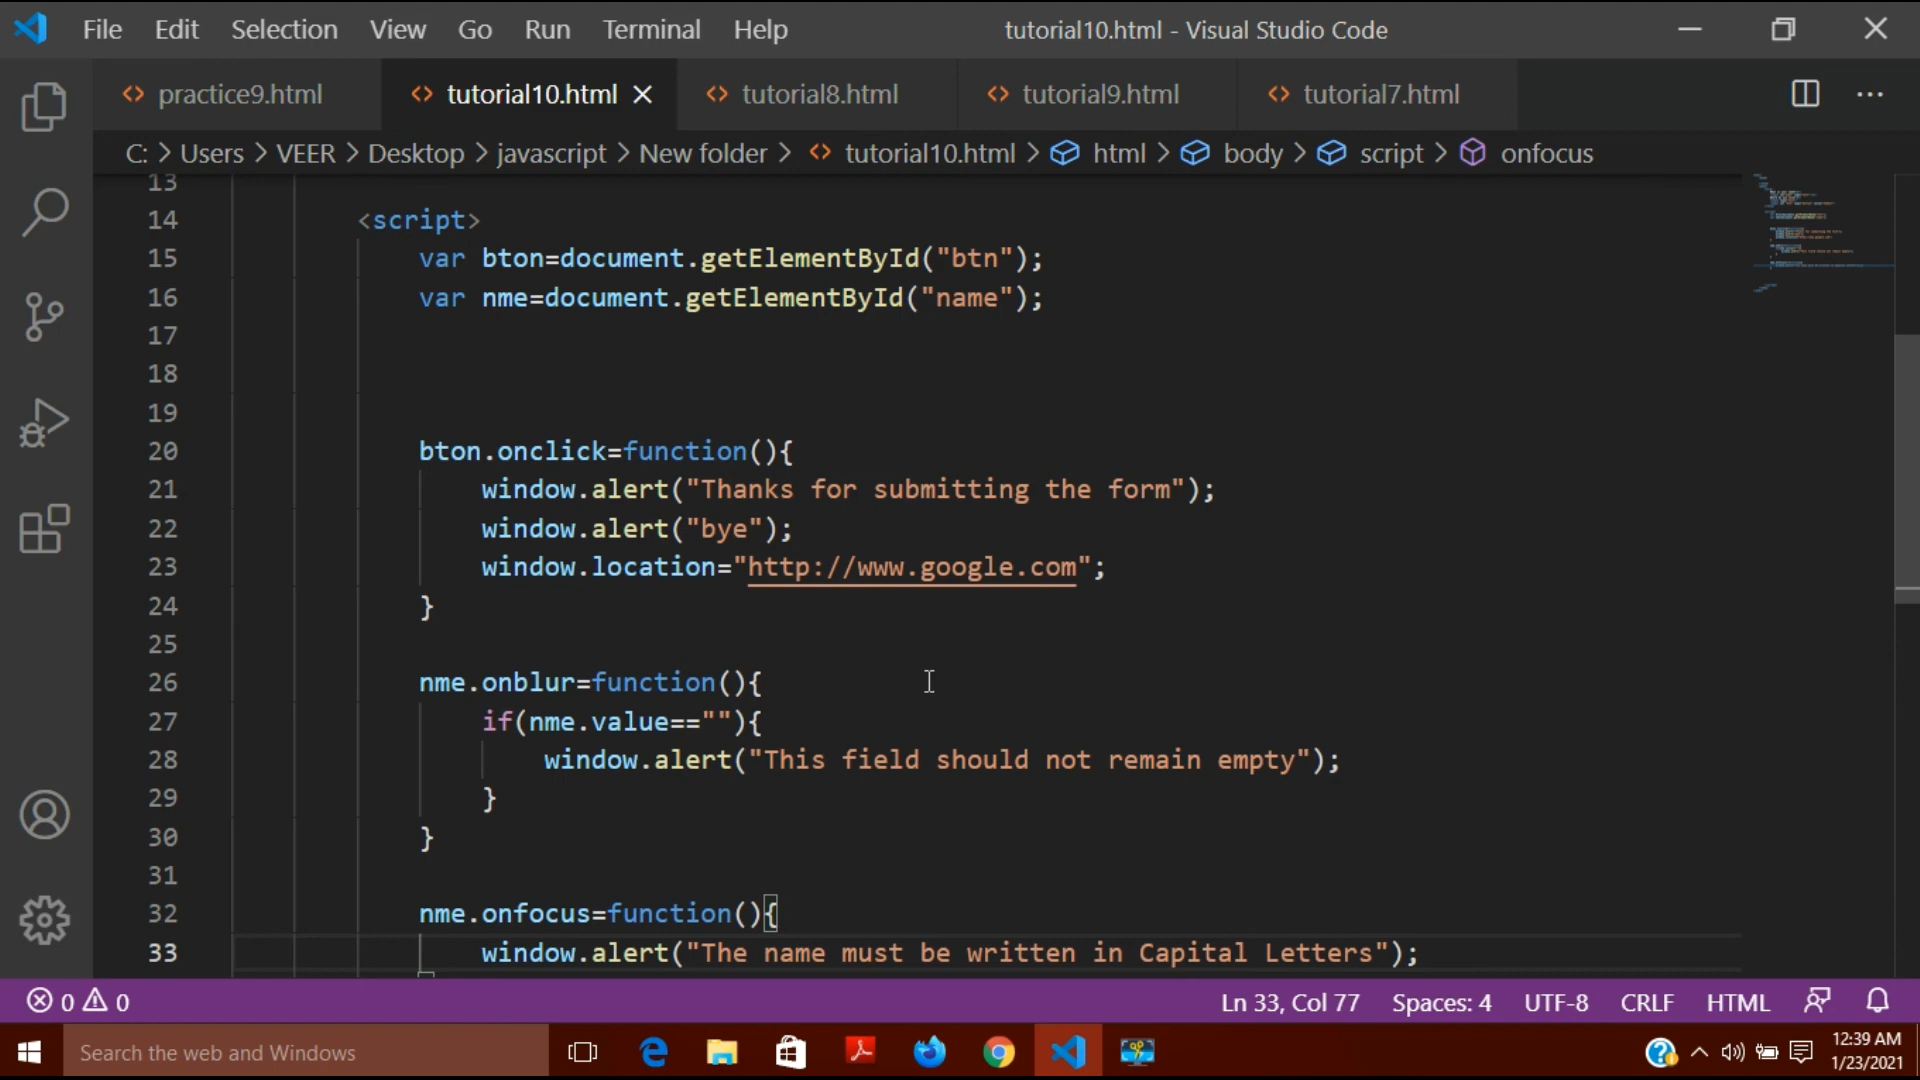 File Edit Selection View Go Run Terminal Help tutorial10.html - Visual Studio Code
practice9.html tutorial10.html tutorial8.html tutorial9.html tutorial7.html
C: > Users > VEER > Desktop > javascript > New folder > tutorial10.html > html > body > script > onfocus
13
14 <script>
15 var bton=document.getElementById("btn");
16 var nme=document.getElementById("name");
17
18
19
20 bton.onclick=function(){
21 window.alert("Thanks for submitting the form");
22 window.alert("bye");
23 window.location="http://www.google.com";
24 }
25
26 nme.onblur=function(){
27 if(nme.value==""){
28 window.alert("This field should not remain empty");
29 }
30 }
31
32 nme.onfocus=function(){
33 window.alert("The name must be written in Capital Letters");
0 0 Ln 33, Col 77 Spaces: 4 UTF-8 CRLF HTML
Search the web and Windows
12:39 AM
1/23/2021